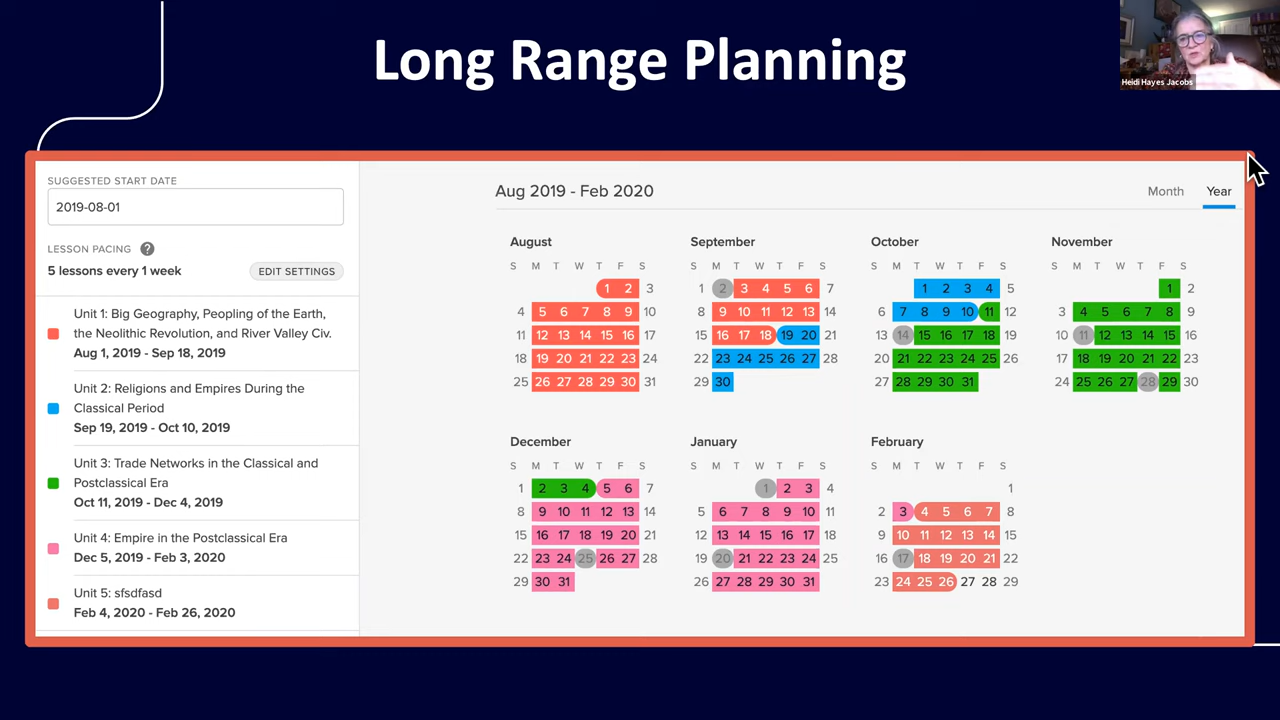 Long Range Planning
Heidi Hayes Jacobs
SUGGESTED START DATE
2019-08-01
LESSON PACING ?
5 lessons every 1 week
EDIT SETTINGS
Unit 1: Big Geography, Peopling of the Earth,
the Neolithic Revolution, and River Valley Civ.
Aug 1, 2019 - Sep 18, 2019
Unit 2: Religions and Empires During the
Classical Period
Sep 19, 2019 - Oct 10, 2019
Unit 3: Trade Networks in the Classical and
Postclassical Era
Oct 11, 2019 - Dec 4, 2019
Unit 4: Empire in the Postclassical Era
Dec 5, 2019 - Feb 3, 2020
Unit 5: sfsdfasd
Feb 4, 2020 - Feb 26, 2020
Aug 2019 - Feb 2020
Month Year
August
S M T W T F S
1 2 3
4 5 6 7 8 9 10
11 12 13 14 15 16 17
18 19 20 21 22 23 24
25 26 27 28 29 30 31
September
S M T W T F S
1 2 3 4 5 6 7
8 9 10 11 12 13 14
15 16 17 18 19 20 21
22 23 24 25 26 27 28
29 30
October
S M T W T F S
1 2 3 4 5
6 7 8 9 10 11 12
13 14 15 16 17 18 19
20 21 22 23 24 25 26
27 28 29 30 31
November
S M T W T F S
1 2
3 4 5 6 7 8 9
10 11 12 13 14 15 16
17 18 19 20 21 22 23
24 25 26 27 28 29 30
December
S M T W T F S
1 2 3 4 5 6 7
8 9 10 11 12 13 14
15 16 17 18 19 20 21
22 23 24 25 26 27 28
29 30 31
January
S M T W T F S
1 2 3 4
5 6 7 8 9 10 11
12 13 14 15 16 17 18
19 20 21 22 23 24 25
26 27 28 29 30 31
February
S M T W T F S
1
2 3 4 5 6 7 8
9 10 11 12 13 14 15
16 17 18 19 20 21 22
23 24 25 26 27 28 29